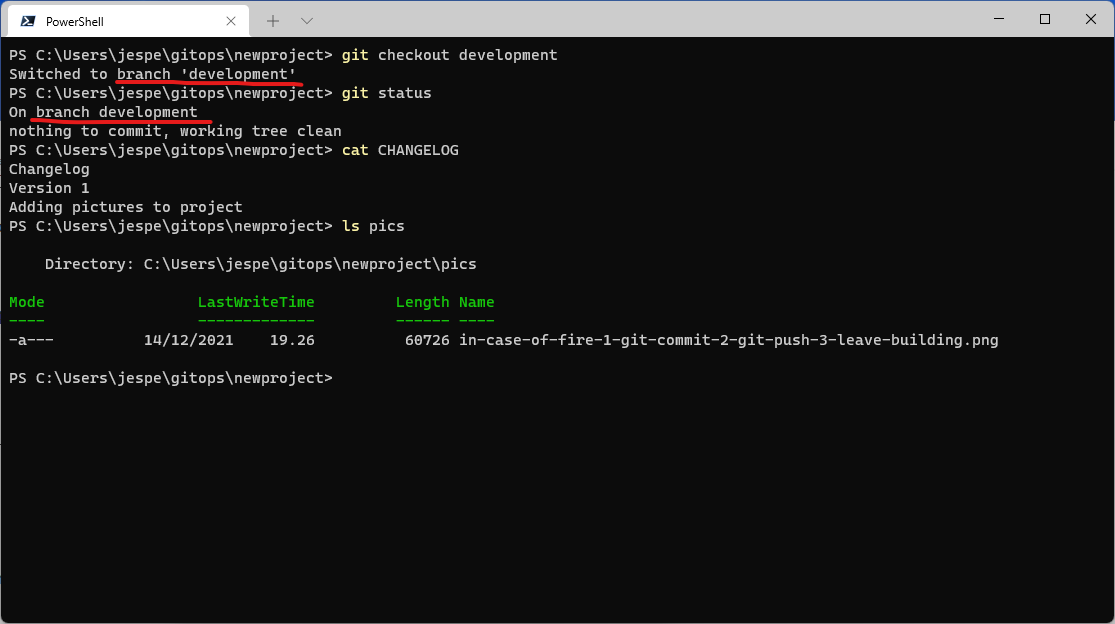 PowerShell
PS C:\Users\jespe\gitops\newproject> git checkout development
Switched to branch 'development'
PS C:\Users\jespe\gitops\newproject> git status
On branch development
nothing to commit, working tree clean
PS C:\Users\jespe\gitops\newproject> cat CHANGELOG
Changelog
Version 1
Adding pictures to project
PS C:\Users\jespe\gitops\newproject> ls pics
    Directory: C:\Users\jespe\gitops\newproject\pics
Mode                 LastWriteTime         Length Name
----                 -------------         ------ ----
-a---          14/12/2021    19.26          60726 in-case-of-fire-1-git-commit-2-git-push-3-leave-building.png
PS C:\Users\jespe\gitops\newproject>